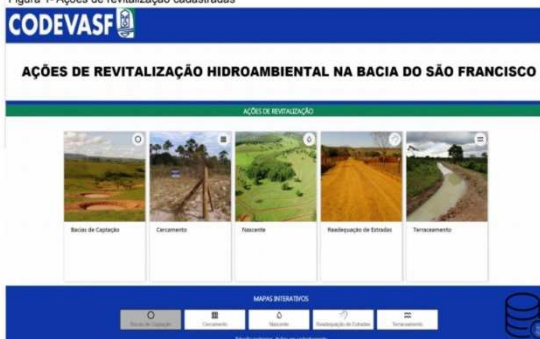 Figura 1- Ações de revitalização cadastradas
CODEVASF
AÇÕES DE REVITALIZAÇÃO HIDROAMBIENTAL NA BACIA DO SÃO FRANCISCO
AÇÕES DE REVITALIZAÇÃO
Bacias de Captação
Cercamento
Nascente
Readequação de Estradas
Terraceamento
MAPAS INTERATIVOS
Bacias de Captação
Cercamento
Nascente
Readequação de Estradas
Terraceamento